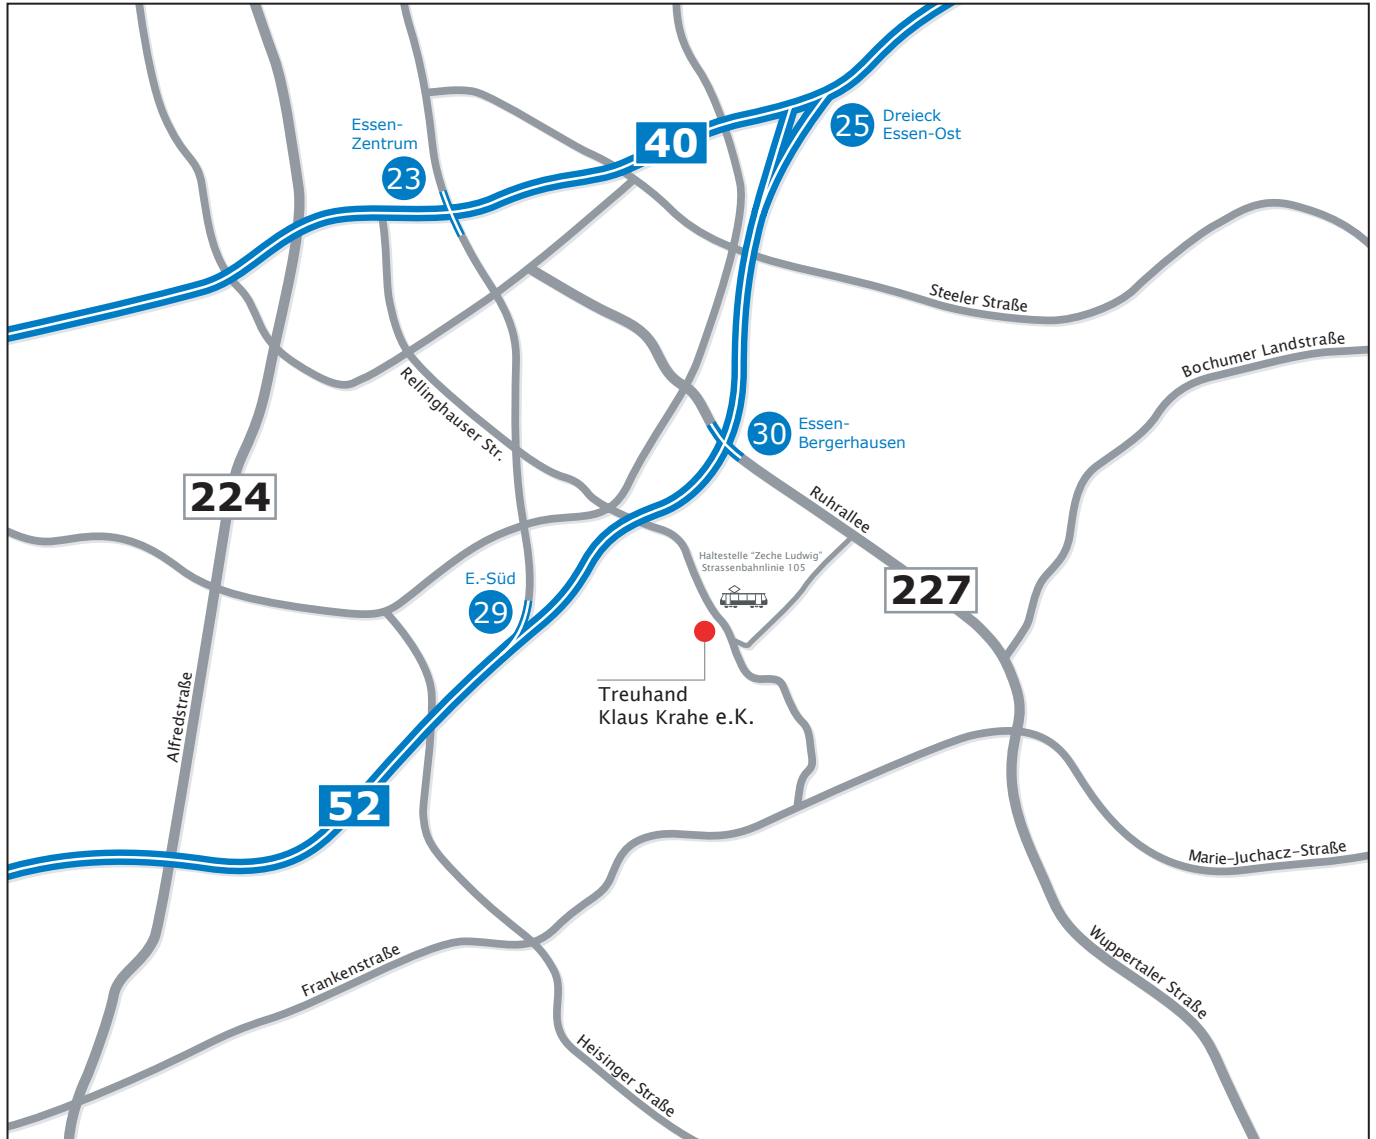 Essen-
Zentrum
23
40
25
Dreieck
Essen-Ost
Steeler Straße
Bochumer Landstraße
Rellinghauser Str.
30
Essen-
Bergerhausen
224
Ruhrallee
Haltestelle "Zeche Ludwig"
Strassenbahnlinie 105
E.-Süd
29
227
Treuhand
Klaus Krahe e.K.
Alfredstraße
52
Marie-Juchacz-Straße
Frankenstraße
Wuppertaler Straße
Heisinger Straße